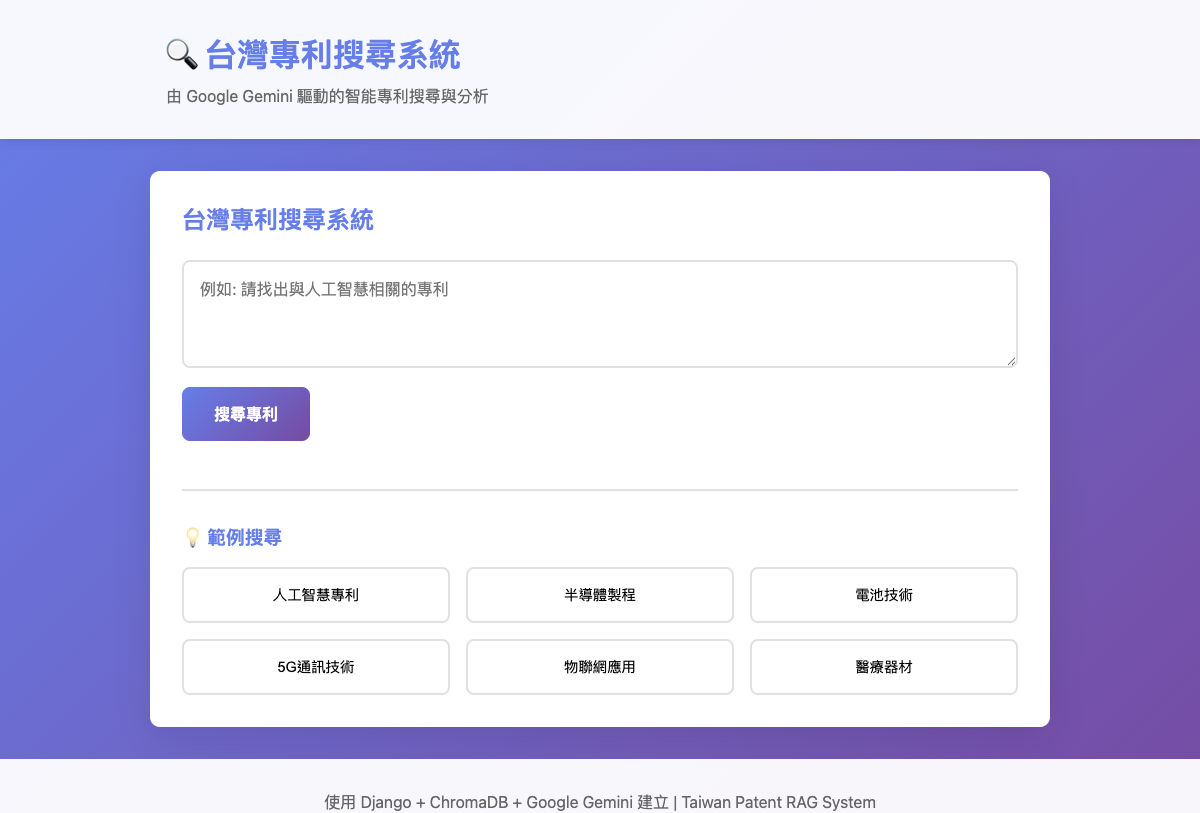 🔍 台灣專利搜尋系統
由 Google Gemini 驅動的智能專利搜尋與分析
台灣專利搜尋系統
例如: 請找出與人工智慧相關的專利
搜尋專利
💡 範例搜尋
人工智慧專利
半導體製程
電池技術
5G通訊技術
物聯網應用
醫療器材
使用 Django + ChromaDB + Google Gemini 建立 | Taiwan Patent RAG System